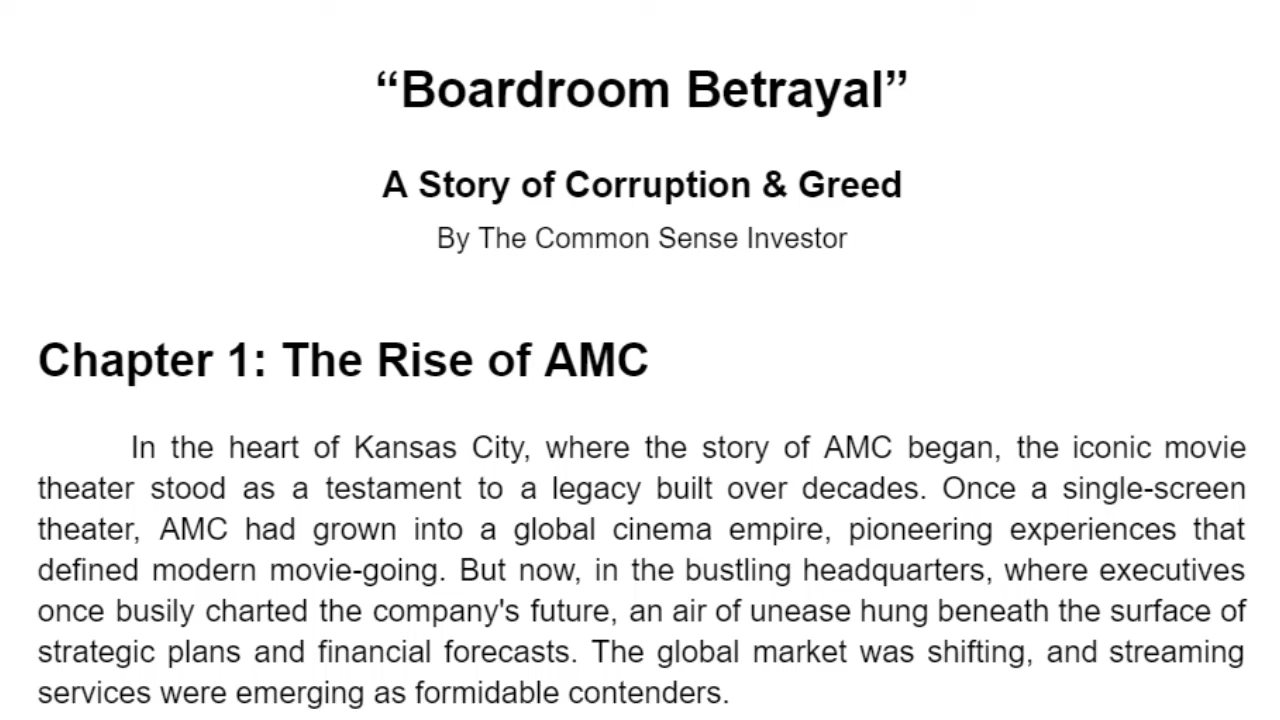 “Boardroom Betrayal”
A Story of Corruption & Greed
By The Common Sense Investor
Chapter 1: The Rise of AMC
In the heart of Kansas City, where the story of AMC began, the iconic movie
theater stood as a testament to a legacy built over decades. Once a single-screen
theater, AMC had grown into a global cinema empire, pioneering experiences that
defined modern movie-going. But now, in the bustling headquarters, where executives
once busily charted the company's future, an air of unease hung beneath the surface of
strategic plans and financial forecasts. The global market was shifting, and streaming
services were emerging as formidable contenders.